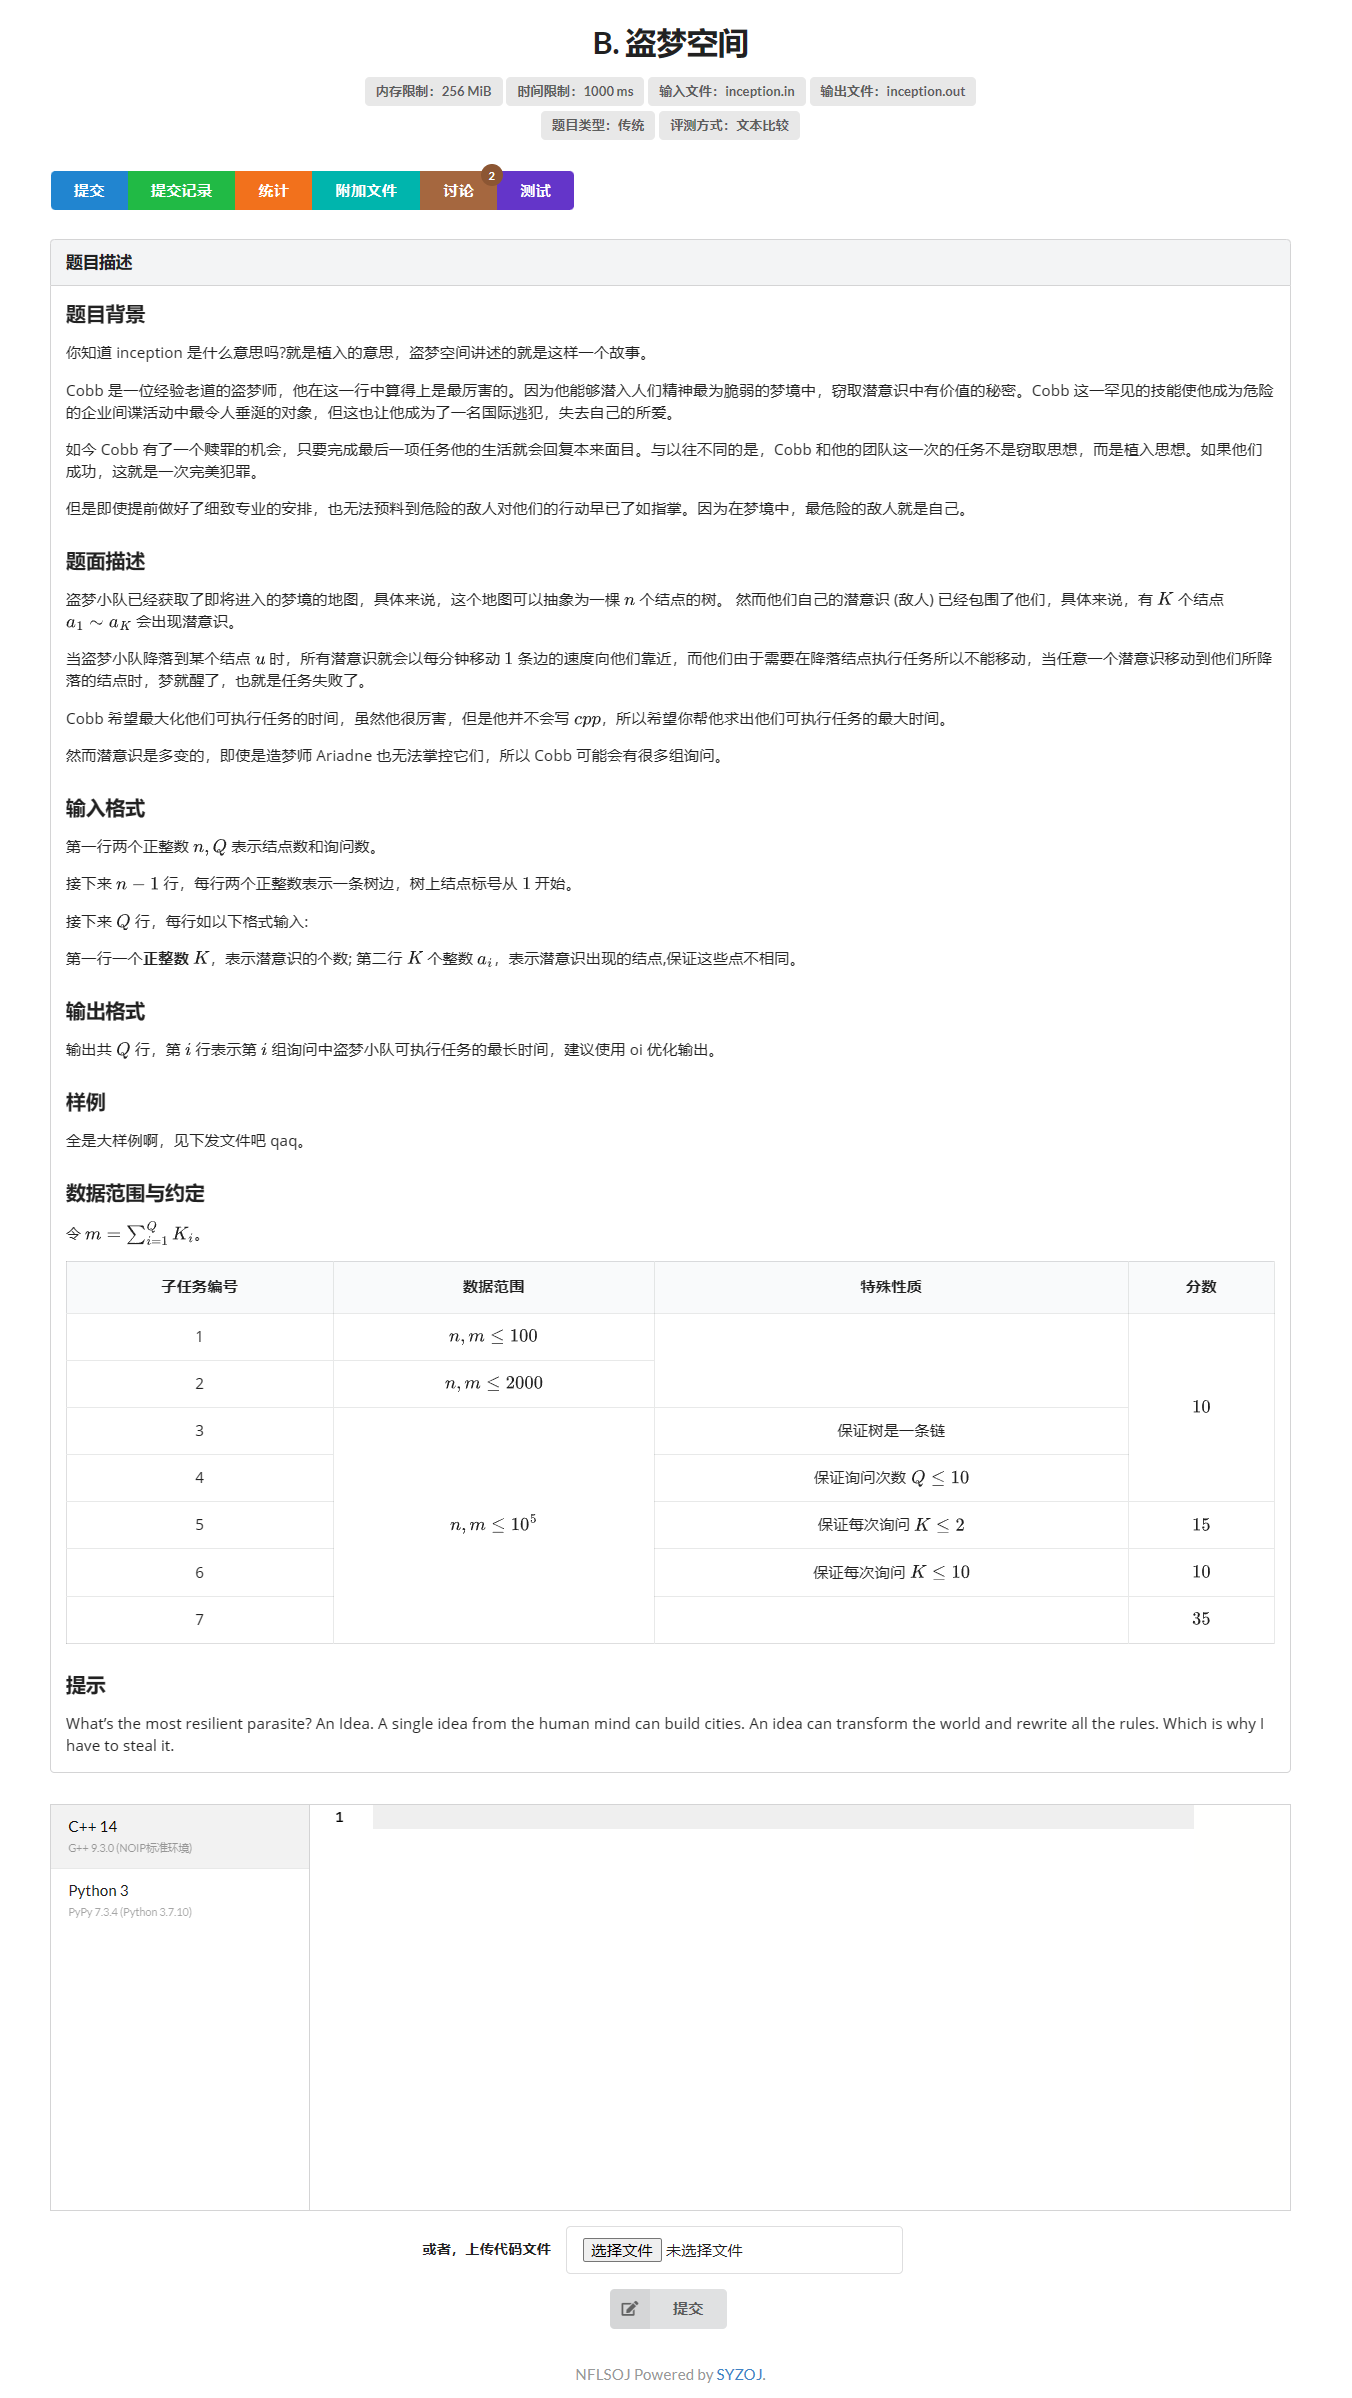 B. 盗梦空间
内存限制：256 MiB 时间限制：1000 ms 输入文件：inception.in 输出文件：inception.out
题目类型：传统 评测方式：文本比较
提交 提交记录 统计 附加文件 讨论 2 测试
题目描述
题目背景
你知道 inception 是什么意思吗?就是植入的意思，盗梦空间讲述的就是这样一个故事。
Cobb 是一位经验老道的盗梦师，他在这一行中算得上是最厉害的。因为他能够潜入人们精神最为脆弱的梦境中，窃取潜意识中有价值的秘密。Cobb 这一罕见的技能使他成为危险
的企业间谍活动中最令人垂涎的对象，但这也让他成为了一名国际逃犯，失去自己的所爱。
如今 Cobb 有了一个赎罪的机会，只要完成最后一项任务他的生活就会回复本来面目。与以往不同的是，Cobb 和他的团队这一次的任务不是窃取思想，而是植入思想。如果他们
成功，这就是一次完美犯罪。
但是即使提前做好了细致专业的安排，也无法预料到危险的敌人对他们的行动早已了如指掌。因为在梦境中，最危险的敌人就是自己。
题面描述
盗梦小队已经获取了即将进入的梦境的地图，具体来说，这个地图可以抽象为一棵 n 个结点的树。 然而他们自己的潜意识 (敌人) 已经包围了他们，具体来说，有 K 个结点
a₁ ∼ a_K 会出现潜意识。
当盗梦小队降落到某个结点 u 时，所有潜意识就会以每分钟移动 1 条边的速度向他们靠近，而他们由于需要在降落结点执行任务所以不能移动，当任意一个潜意识移动到他们所降
落的结点时，梦就醒了，也就是任务失败了。
Cobb 希望最大化他们可执行任务的时间，虽然他很厉害，但是他并不会写 cpp，所以希望你帮他求出他们可执行任务的最大时间。
然而潜意识是多变的，即使是造梦师 Ariadne 也无法掌控它们，所以 Cobb 可能会有很多组询问。
输入格式
第一行两个正整数 n, Q 表示结点数和询问数。
接下来 n − 1 行，每行两个正整数表示一条树边，树上结点标号从 1 开始。
接下来 Q 行，每行如以下格式输入:
第一行一个正整数 K，表示潜意识的个数; 第二行 K 个整数 a_i，表示潜意识出现的结点,保证这些点不相同。
输出格式
输出共 Q 行，第 i 行表示第 i 组询问中盗梦小队可执行任务的最长时间，建议使用 oi 优化输出。
样例
全是大样例啊，见下发文件吧 qaq。
数据范围与约定
令 m = ∑_{i=1}^{Q} K_i。
子任务编号 数据范围 特殊性质 分数
1 n, m ≤ 100
2 n, m ≤ 2000
10
3 保证树是一条链
4 保证询问次数 Q ≤ 10
5 n, m ≤ 10⁵ 保证每次询问 K ≤ 2 15
6 保证每次询问 K ≤ 10 10
7 35
提示
What’s the most resilient parasite? An Idea. A single idea from the human mind can build cities. An idea can transform the world and rewrite all the rules. Which is why I
have to steal it.
C++ 14 1
G++ 9.3.0 (NOIP标准环境)
Python 3
PyPy 7.3.4 (Python 3.7.10)
或者，上传代码文件 选择文件 未选择文件
提交
NFLSOJ Powered by SYZOJ.